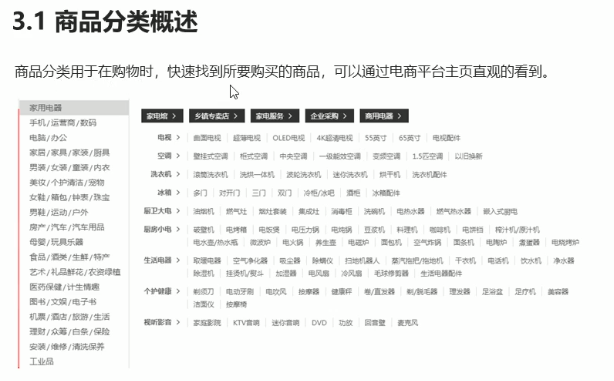 3.1 商品分类概述
商品分类用于在购物时，快速找到所要购买的商品，可以通过电商平台主页直观的看到。
家用电器
手机/运营商/数码
电脑/办公
家居/家具/家装/厨具
男装/女装/童装/内衣
美妆/个护清洁/宠物
女鞋/箱包/钟表/珠宝
男鞋/运动/户外
房产/汽车/汽车用品
母婴/玩具乐器
食品/酒类/生鲜/特产
艺术/礼品鲜花/农资绿植
医药保健/计生情趣
图书/文娱/电子书
机票/酒店/旅游/生活
理财/众筹/白条/保险
安装/维修/清洗保养
工业品
家电馆 > 乡镇专卖店 > 家电服务 > 企业采购 > 商用电器 >
电视 > 曲面电视 超薄电视 OLED电视 4K超清电视 55英寸 65英寸 电视配件
空调 > 壁挂式空调 柜式空调 中央空调 一级能效空调 变频空调 1.5匹空调 以旧换新
洗衣机 > 滚筒洗衣机 洗烘一体机 波轮洗衣机 迷你洗衣机 烘干机 洗衣机配件
冰箱 > 多门 对开门 三门 双门 冷柜/冰吧 酒柜 冰箱配件
厨卫大电 > 油烟机 燃气灶 烟灶套装 集成灶 消毒柜 洗碗机 电热水器 燃气热水器 嵌入式厨电
厨房小电 > 破壁机 电烤箱 电饭煲 电压力锅 电炖锅 豆浆机 料理机 咖啡机 电饼铛 榨汁机/原汁机
电水壶/热水瓶 微波炉 电火锅 养生壶 电磁炉 面包机 空气炸锅 面条机 电陶炉 煮蛋器 电烧烤炉
生活电器 > 取暖电器 空气净化器 吸尘器 除螨仪 扫地机器人 蒸汽拖把/拖地机 干衣机 电话机 饮水机 净水器
除湿机 挂烫机/熨斗 加湿器 电风扇 冷风扇 毛球修剪器 生活电器配件
个护健康 > 剃须刀 电动牙刷 电吹风 按摩器 健康秤 卷/直发器 剃/脱毛器 理发器 足浴盆 足疗机 美容器
洁面仪 按摩椅
视听影音 > 家庭影院 KTV音响 迷你音响 DVD 功放 回音壁 麦克风